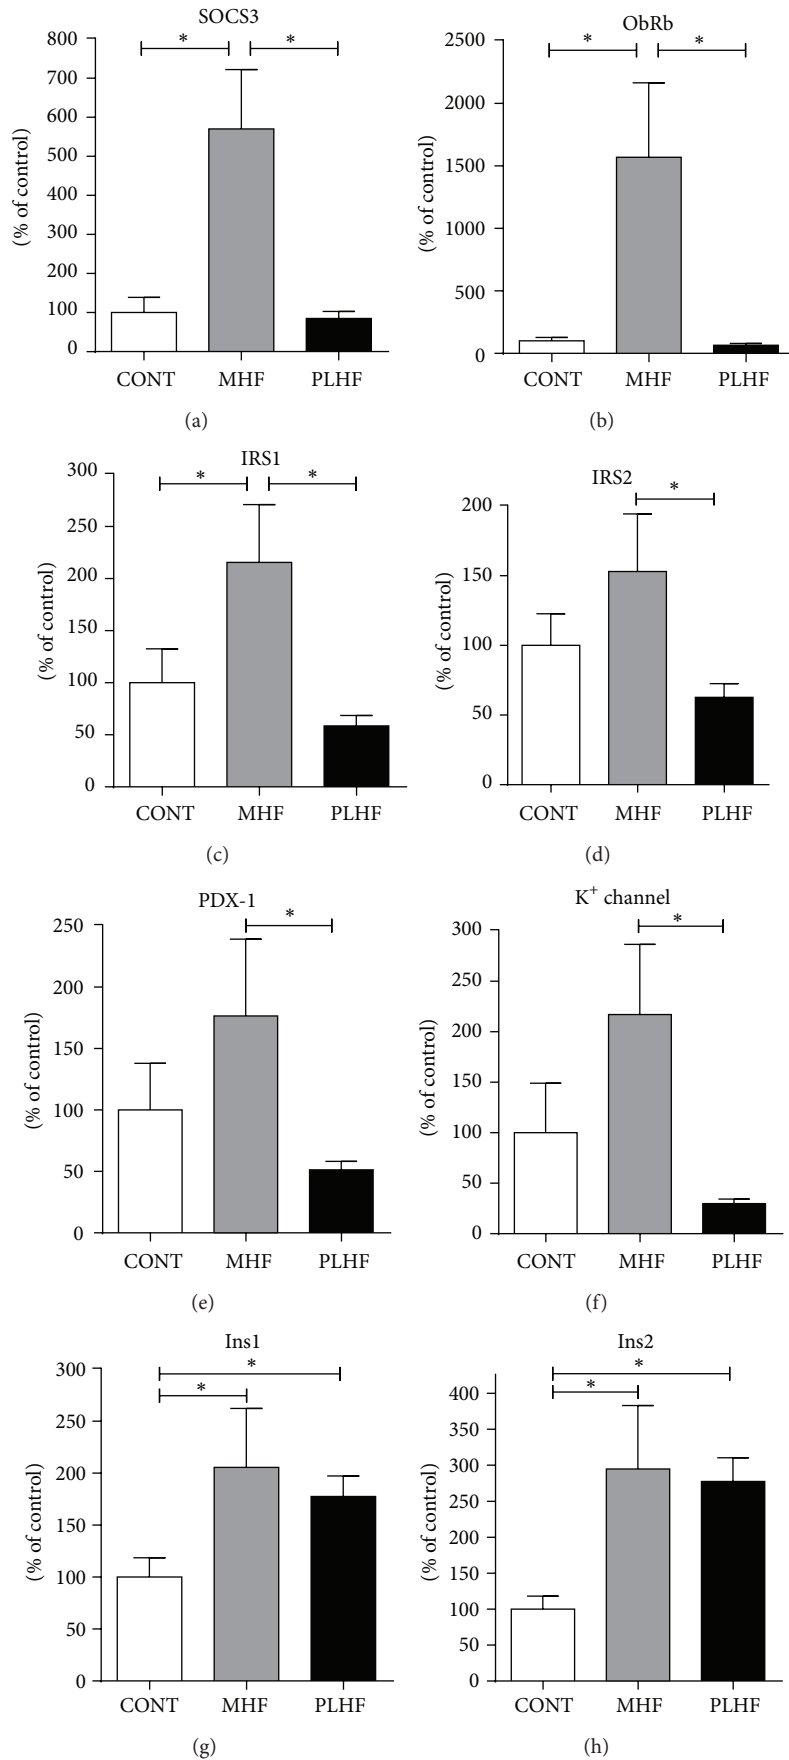 SOCS3
* *
800
700
600
500
400
300
200
100
0
(% of control)
CONT MHF PLHF
(a)
ObRb
* *
2500
2000
1500
1000
500
0
(% of control)
CONT MHF PLHF
(b)
IRS1
* *
300
250
200
150
100
50
0
(% of control)
CONT MHF PLHF
(c)
IRS2
*
200
150
100
50
0
(% of control)
CONT MHF PLHF
(d)
PDX-1
*
250
200
150
100
50
0
(% of control)
CONT MHF PLHF
(e)
K⁺ channel
*
300
250
200
150
100
50
0
(% of control)
CONT MHF PLHF
(f)
Ins1
*
*
300
250
200
150
100
50
0
(% of control)
CONT MHF PLHF
(g)
Ins2
*
*
400
350
300
250
200
150
100
50
0
(% of control)
CONT MHF PLHF
(h)